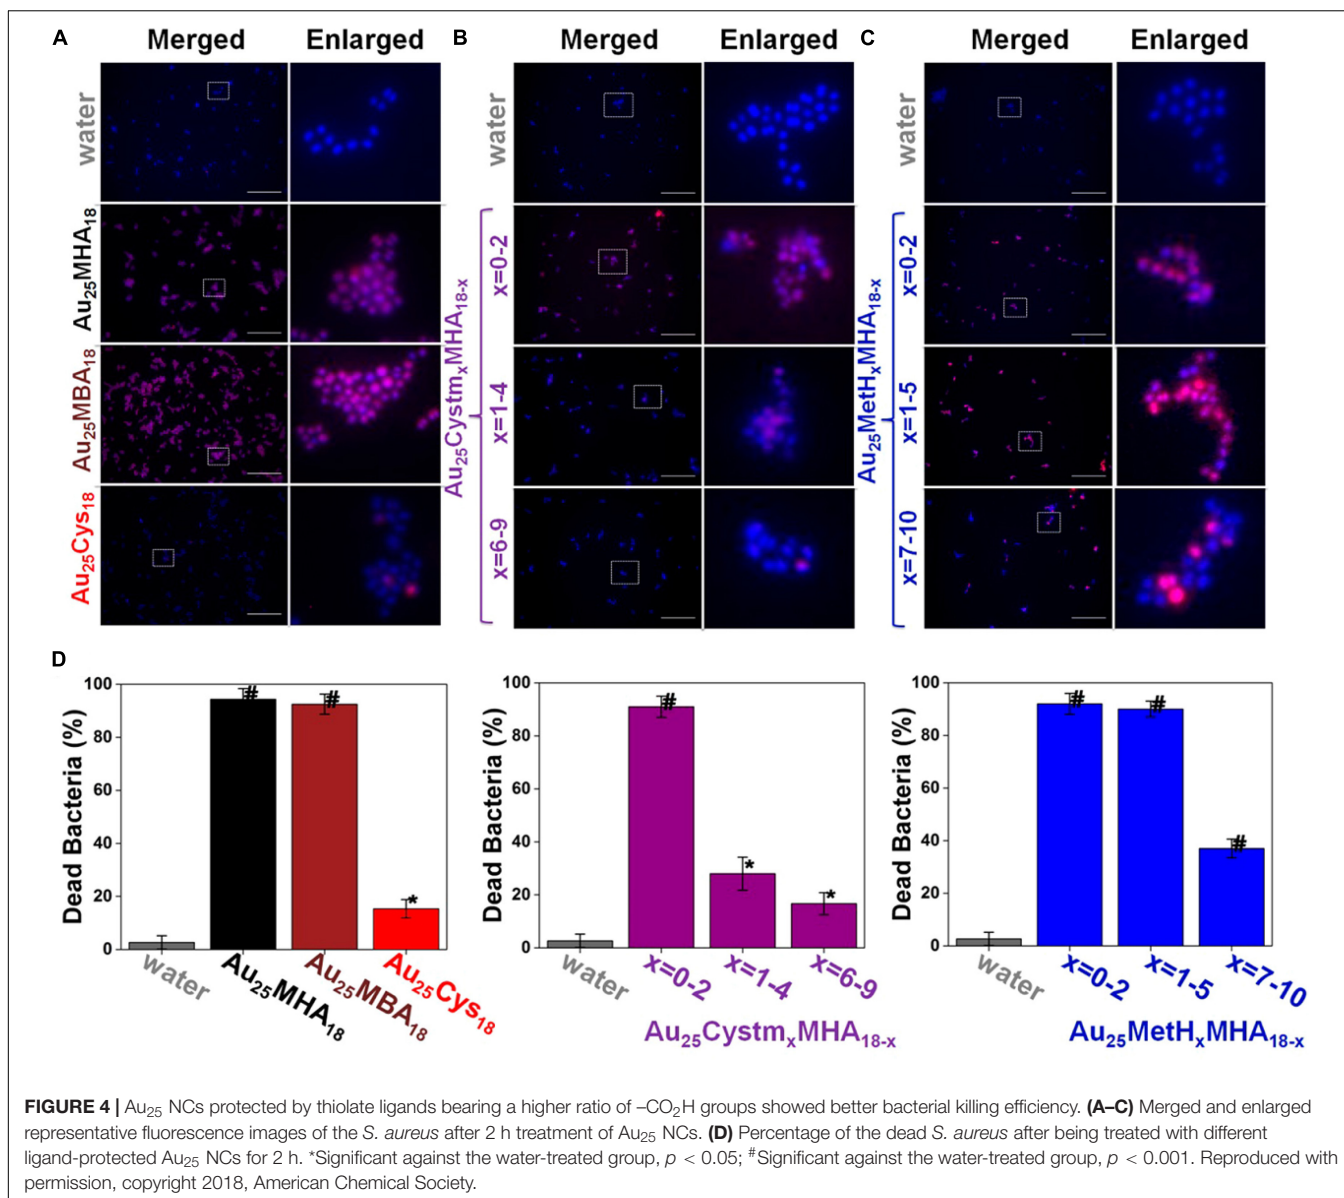 A Merged Enlarged B Merged Enlarged C Merged Enlarged
water water water
Au25MHA18
Au25MBA18
Au25Cys18
Au25CystmxMHA18-x
x=0-2
x=1-4
x=6-9
Au25MetHxMHA18-x
x=0-2
x=1-5
x=7-10
D
Dead Bacteria (%)
100
80
60
40
20
0
# # *
water Au25MHA18 Au25MBA18 Au25Cys18
Dead Bacteria (%)
100
80
60
40
20
0
# * *
water x=0-2 x=1-4 x=6-9
Au25CystmxMHA18-x
Dead Bacteria (%)
100
80
60
40
20
0
# # #
water x=0-2 x=1-5 x=7-10
Au25MetHxMHA18-x
FIGURE 4 | Au25 NCs protected by thiolate ligands bearing a higher ratio of –CO2H groups showed better bacterial killing efficiency. (A–C) Merged and enlarged
representative fluorescence images of the S. aureus after 2 h treatment of Au25 NCs. (D) Percentage of the dead S. aureus after being treated with different
ligand-protected Au25 NCs for 2 h. *Significant against the water-treated group, p < 0.05; #Significant against the water-treated group, p < 0.001. Reproduced with
permission, copyright 2018, American Chemical Society.